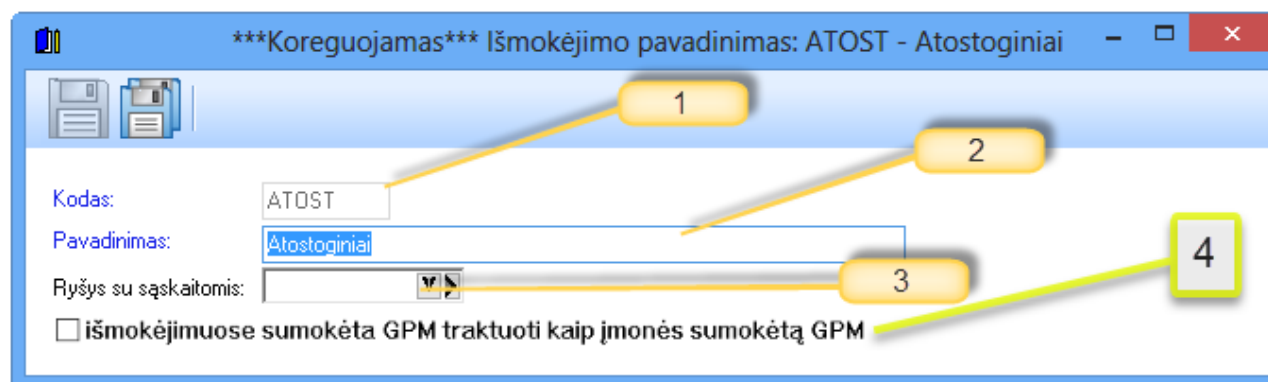 ***Koreguojamas*** Išmokėjimo pavadinimas: ATOST - Atostoginiai
1
2
Kodas: ATOST
Pavadinimas: Atostoginiai
4
Ryšys su sąskaitomis:
3
išmokėjimuose sumokėta GPM traktuoti kaip įmonės sumokėtą GPM